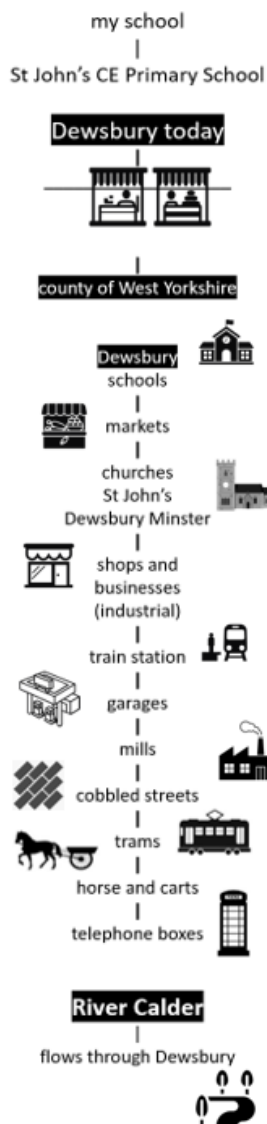 my school
St John's CE Primary School
Dewsbury today
county of West Yorkshire
Dewsbury
schools
markets
churches
St John's
Dewsbury Minster
shops and
businesses
(industrial)
train station
garages
mills
cobbled streets
trams
horse and carts
telephone boxes
River Calder
flows through Dewsbury